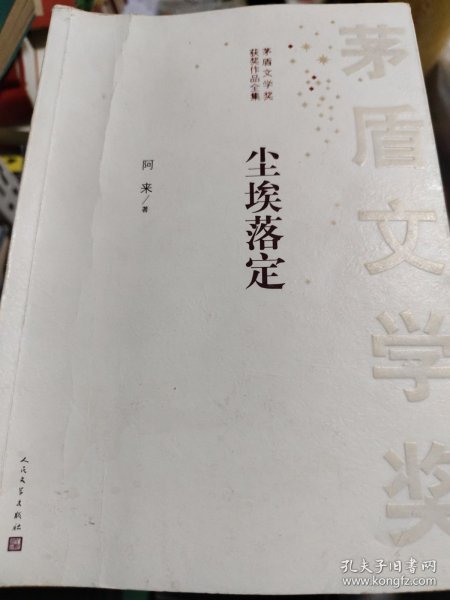 茅盾文学奖
获奖作品全集
茅盾文学奖
尘埃落定
阿来/著
人民文学出版社
孔夫子旧书网
www.kongfz.com